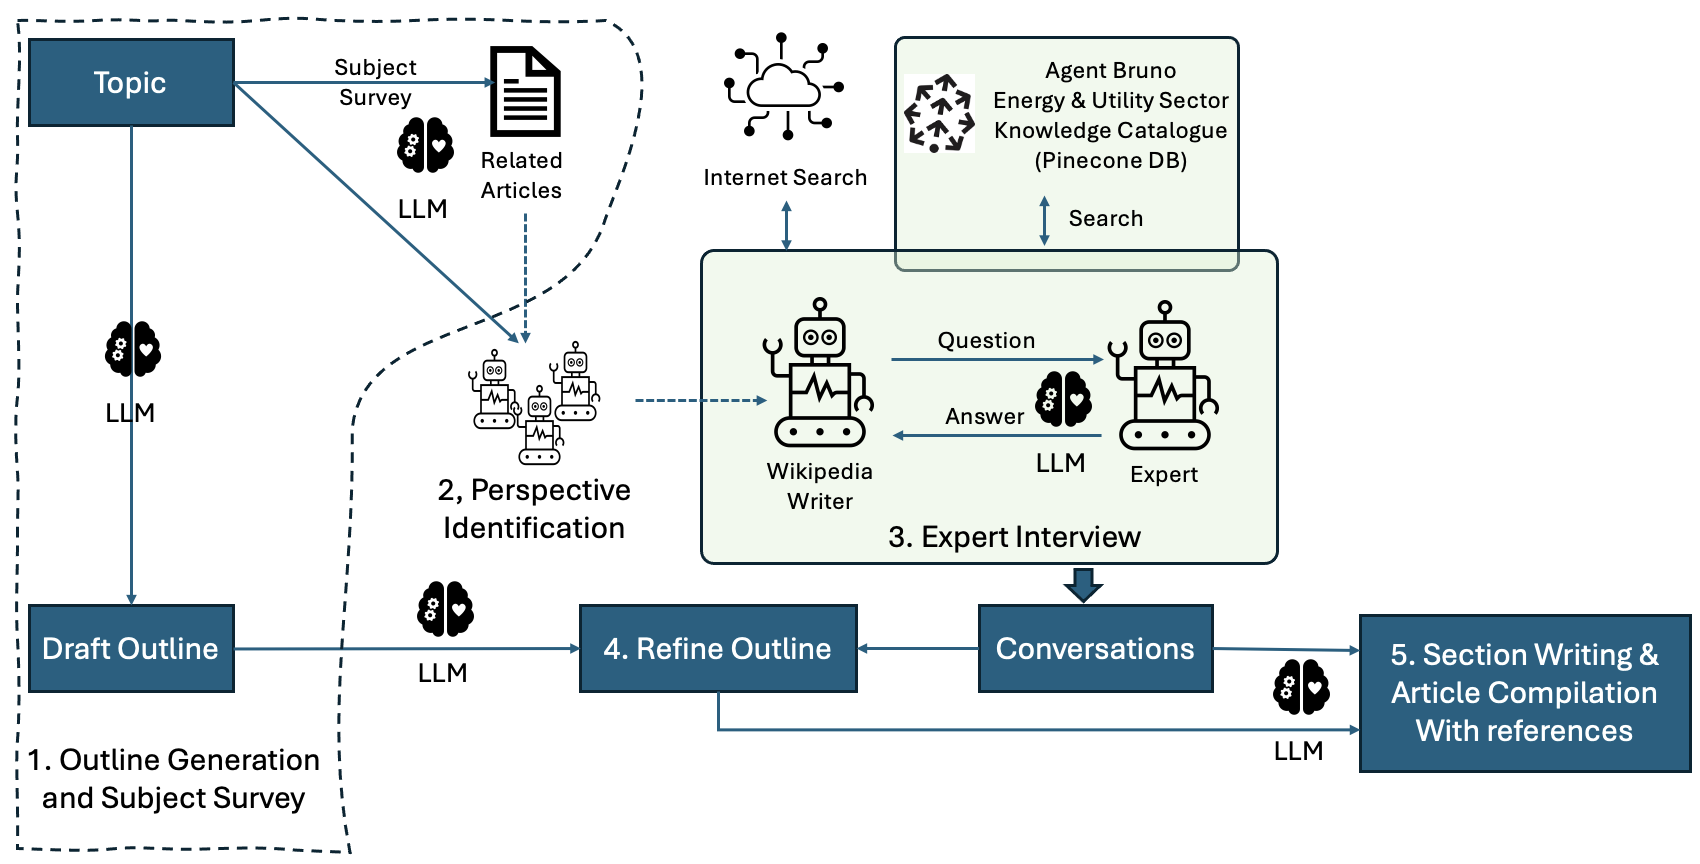 Topic
Subject
Survey
LLM
Related
Articles
Internet Search
Agent Bruno
Energy & Utility Sector
Knowledge Catalogue
(Pinecone DB)
Search
LLM
2, Perspective
Identification
Question
Answer
LLM
Wikipedia
Writer
Expert
3. Expert Interview
Draft Outline
LLM
4. Refine Outline
Conversations
LLM
5. Section Writing &
Article Compilation
With references
1. Outline Generation
and Subject Survey